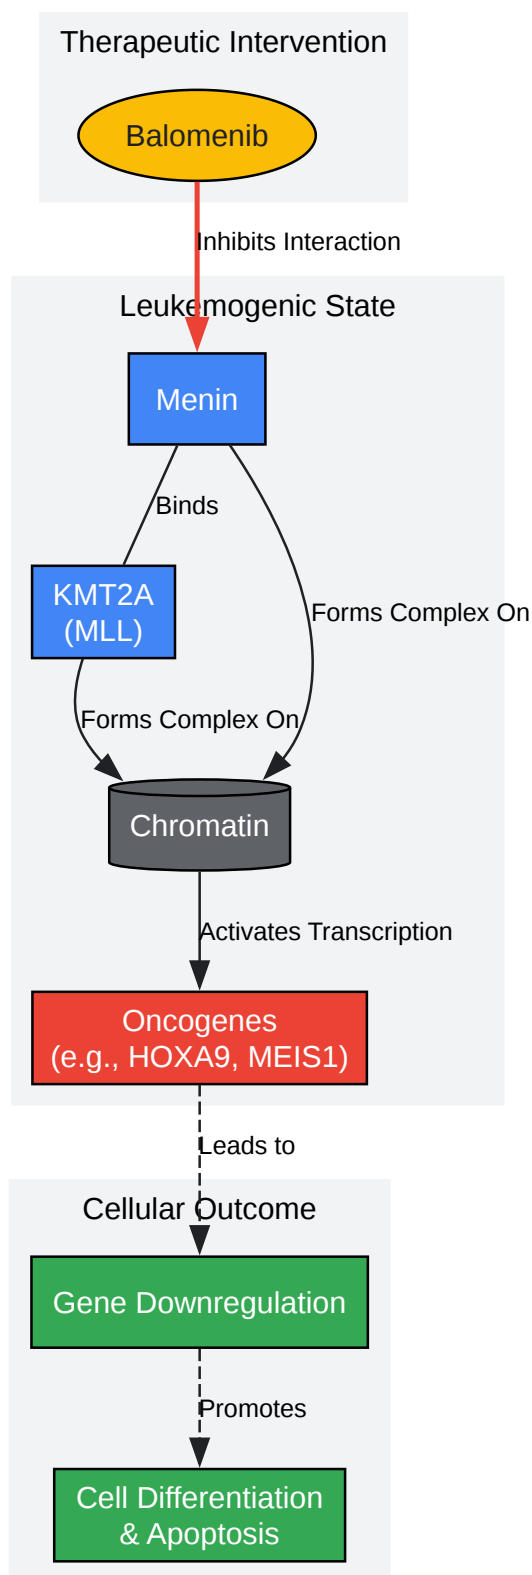 Therapeutic Intervention
Balomenib
Inhibits Interaction
Leukemogenic State
Menin
Binds
KMT2A
(MLL)
Forms Complex On
Forms Complex On
Chromatin
Activates Transcription
Oncogenes
(e.g., HOXA9, MEIS1)
Leads to
Cellular Outcome
Gene Downregulation
Promotes
Cell Differentiation
& Apoptosis